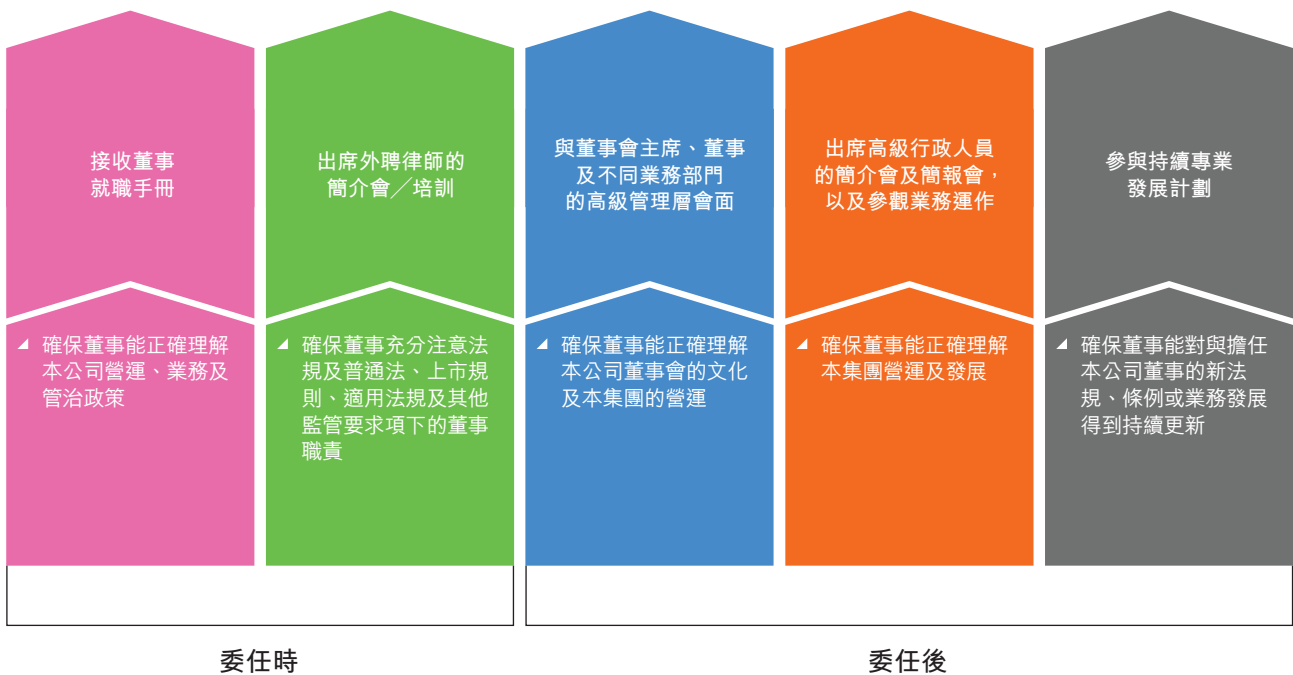 接收董事
就職手冊
出席外聘律師的
簡介會／培訓
與董事會主席、董事
及不同業務部門
的高級管理層會面
出席高級行政人員
的簡介會及簡報會，
以及參觀業務運作
參與持續專業
發展計劃
確保董事能正確理解
本公司營運、業務及
管治政策
確保董事充分注意法
規及普通法、上市規
則、適用法規及其他
監管要求項下的董事
職責
確保董事能正確理解
本公司董事會的文化
及本集團的營運
確保董事能正確理解
本集團營運及發展
確保董事能對與擔任
本公司董事的新法
規、條例或業務發展
得到持續更新
委任時
委任後